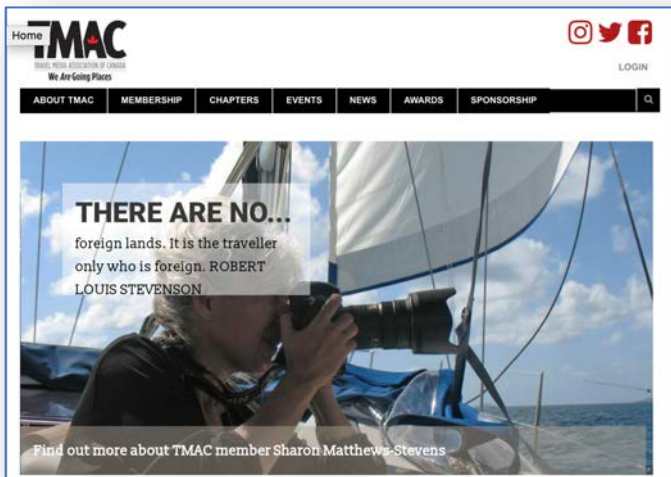 Home
TMAC
TRAVEL MEDIA ASSOCIATION OF CANADA
We Are Going Places
LOGIN
ABOUT TMAC MEMBERSHIP CHAPTERS EVENTS NEWS AWARDS SPONSORSHIP
THERE ARE NO...
foreign lands. It is the traveller
only who is foreign. ROBERT
LOUIS STEVENSON
Find out more about TMAC member Sharon Matthews-Stevens